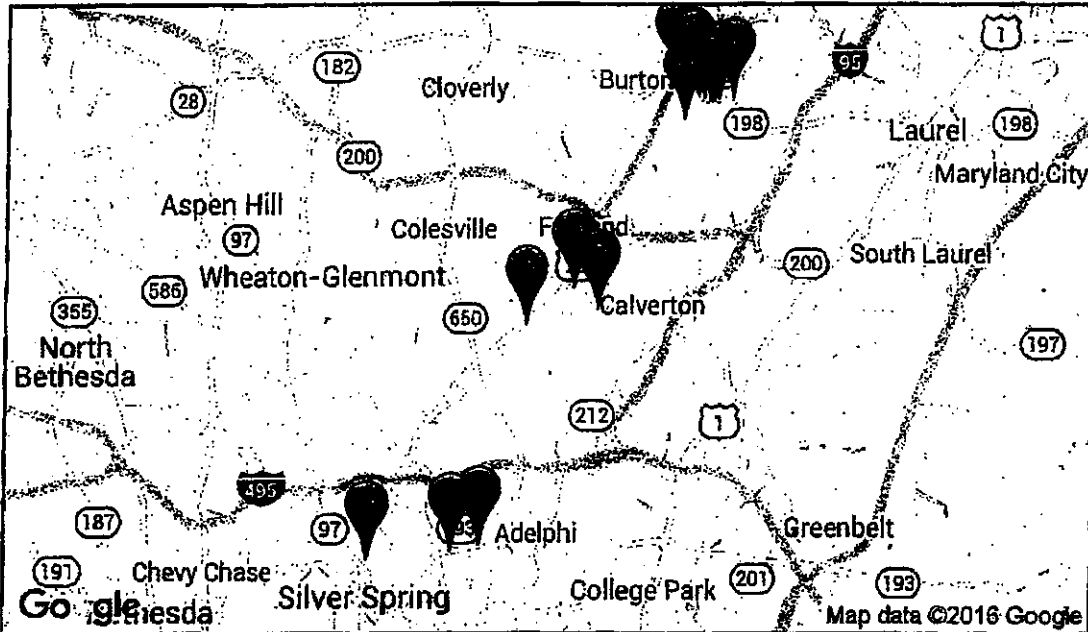 1
182
95
Cloverly
Burton
28
198
Laurel
198
200
Maryland City
Aspen Hill
97
Colesville
South Laurel
200
Wheaton-Glenmont
586
355
650
Calverton
North
Bethesda
197
212
1
495
187
97
Adelphi
Greenbelt
191
Chevy Chase
201
193
College Park
Silver Spring
Google
Map data ©2016 Google